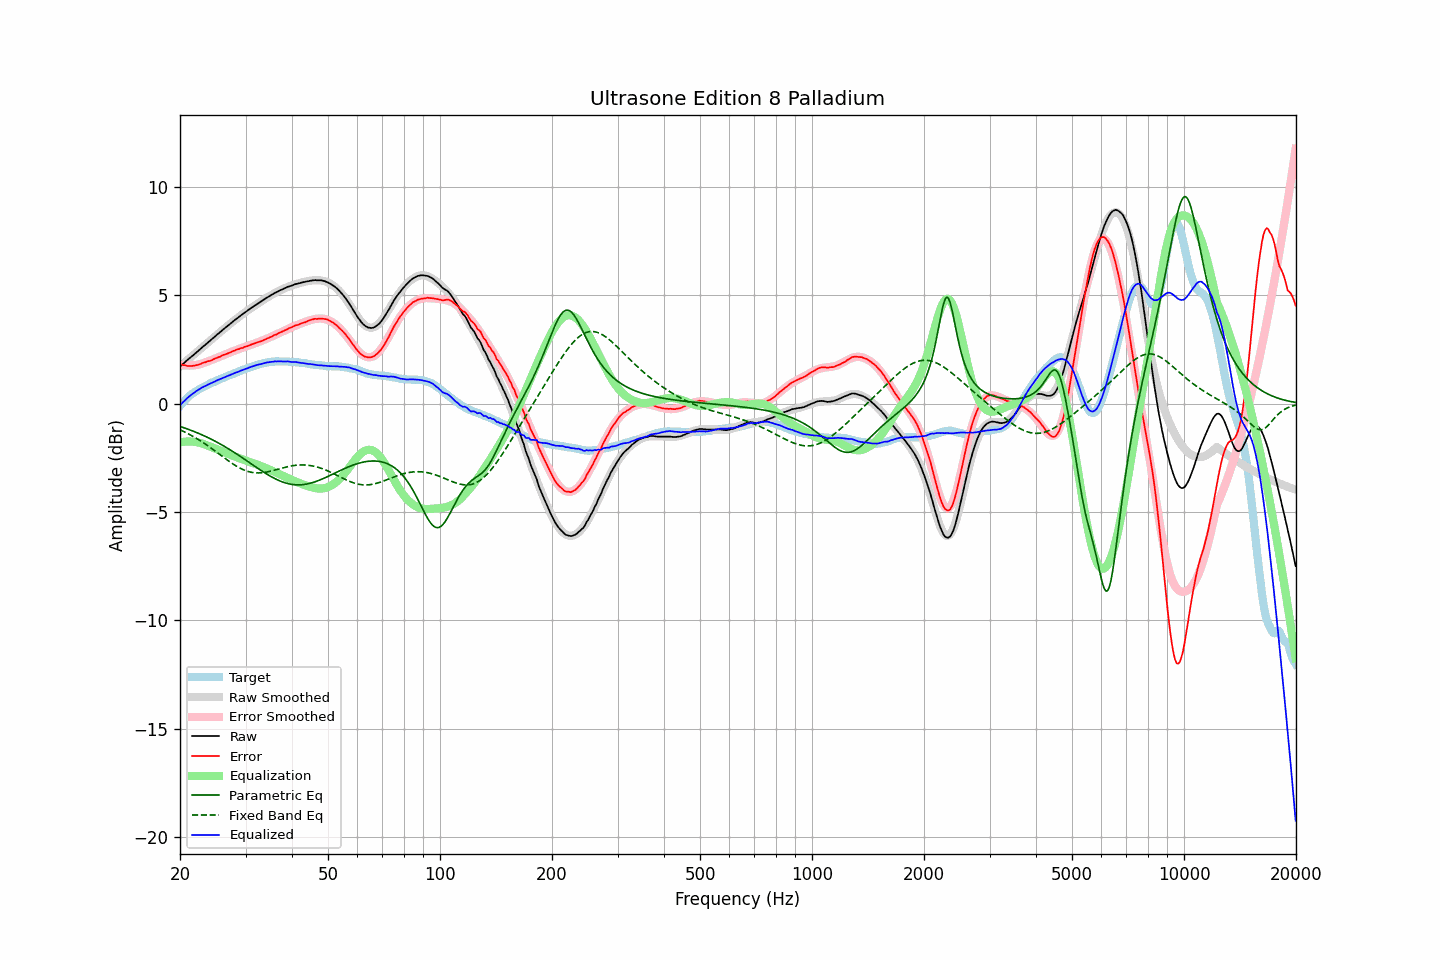 Ultrasone Edition 8 Palladium
Amplitude (dBr)
10
5
0
−5
−10
−15
−20
Target
Raw Smoothed
Error Smoothed
Raw
Error
Equalization
Parametric Eq
Fixed Band Eq
Equalized
20 50 100 200 500 1000 2000 5000 10000 20000
Frequency (Hz)